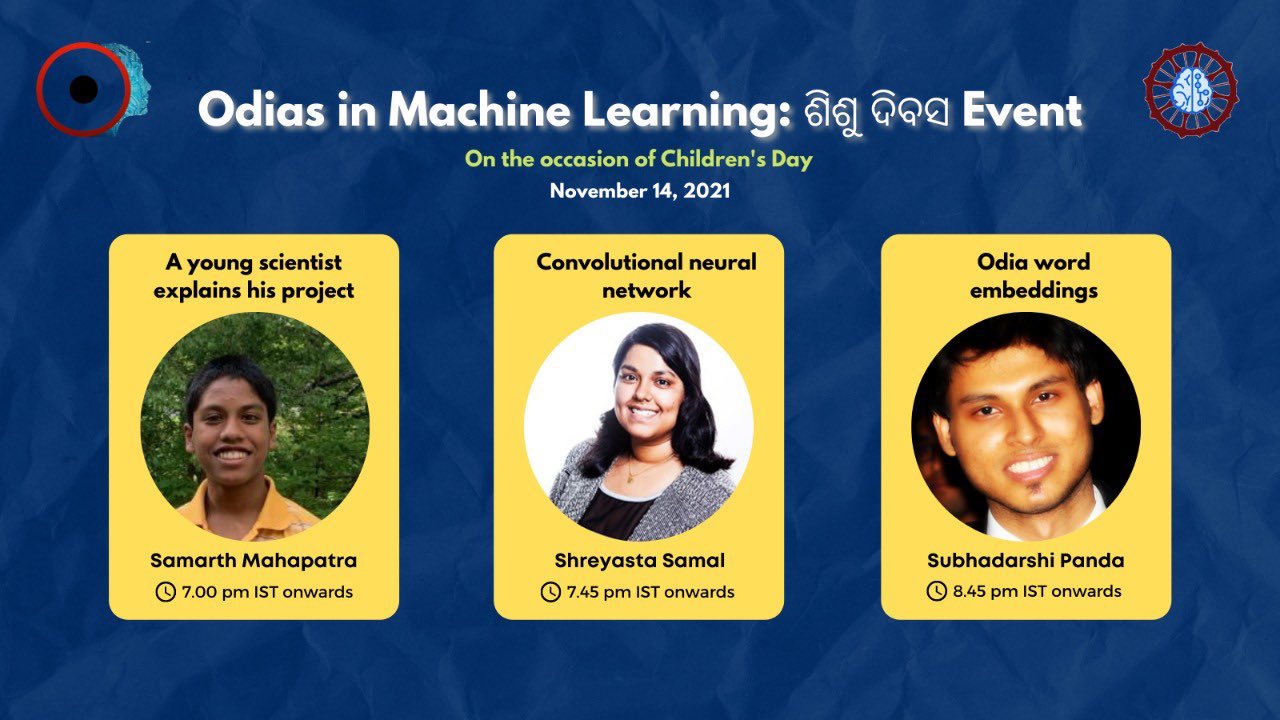 Odias in Machine Learning: ଶିଶୁ ଦିବସ Event
On the occasion of Children's Day
November 14, 2021
A young scientist
explains his project
Samarth Mahapatra
7.00 pm IST onwards
Convolutional neural
network
Shreyasta Samal
7.45 pm IST onwards
Odia word
embeddings
Subhadarshi Panda
8.45 pm IST onwards